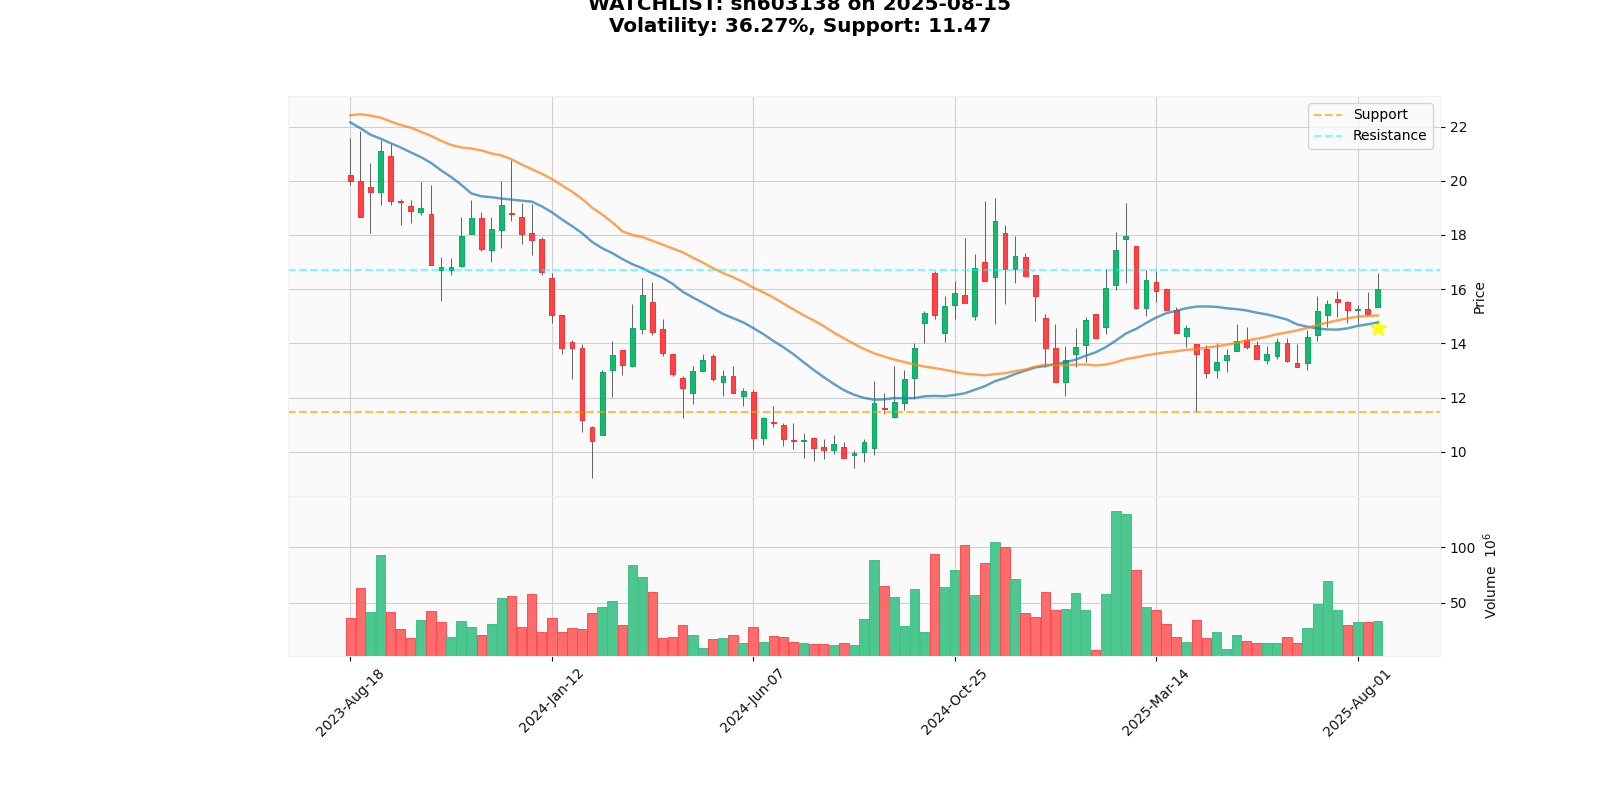 WATCHLIST: sh603138 on 2025-08-15
Volatility: 36.27%, Support: 11.47
Support
Resistance
22
20
18
16
14
12
10
Price
100
50
Volume 10⁶
2023-Aug-18
2024-Jan-12
2024-Jun-07
2024-Oct-25
2025-Mar-14
2025-Aug-01